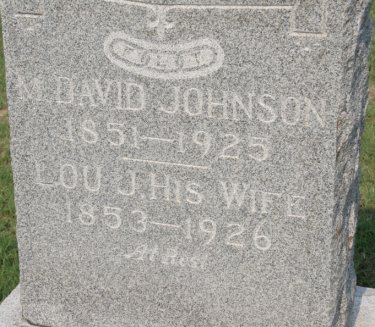 M. DAVID JOHNSON
1851—1925
LOU J. HIS WIFE
1853—1926
At Rest